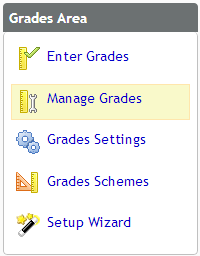 Grades Area
Enter Grades
Manage Grades
Grades Settings
Grades Schemes
Setup Wizard